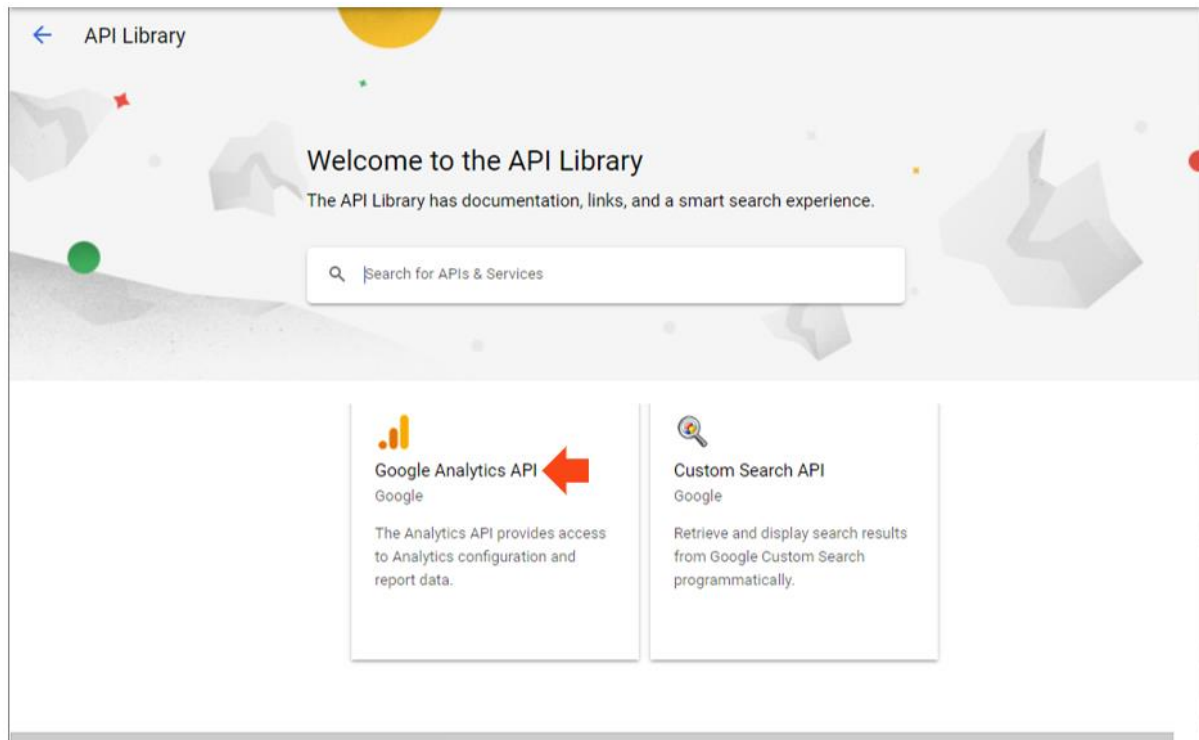 API Library
Welcome to the API Library
The API Library has documentation, links, and a smart search experience.
Search for APIs & Services
Google Analytics API
Google
The Analytics API provides access
to Analytics configuration and
report data.
Custom Search API
Google
Retrieve and display search results
from Google Custom Search
programmatically.